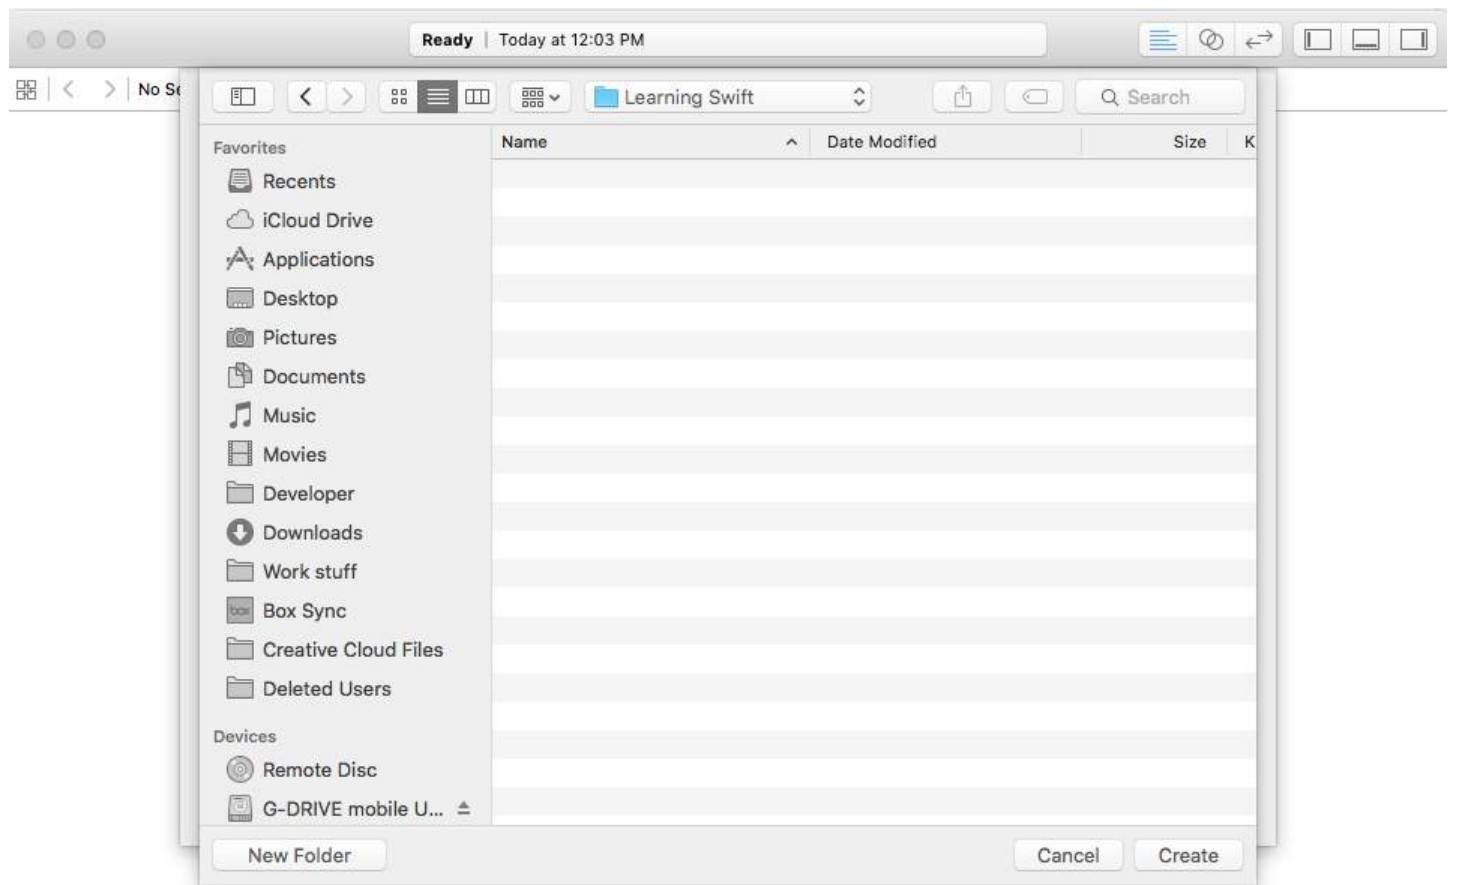 Ready | Today at 12:03 PM
No Se
Learning Swift
Search
Favorites
Name
Date Modified
Size
K
Recents
iCloud Drive
Applications
Desktop
Pictures
Documents
Music
Movies
Developer
Downloads
Work stuff
box Box Sync
Creative Cloud Files
Deleted Users
Devices
Remote Disc
G-DRIVE mobile U...
New Folder
Cancel
Create